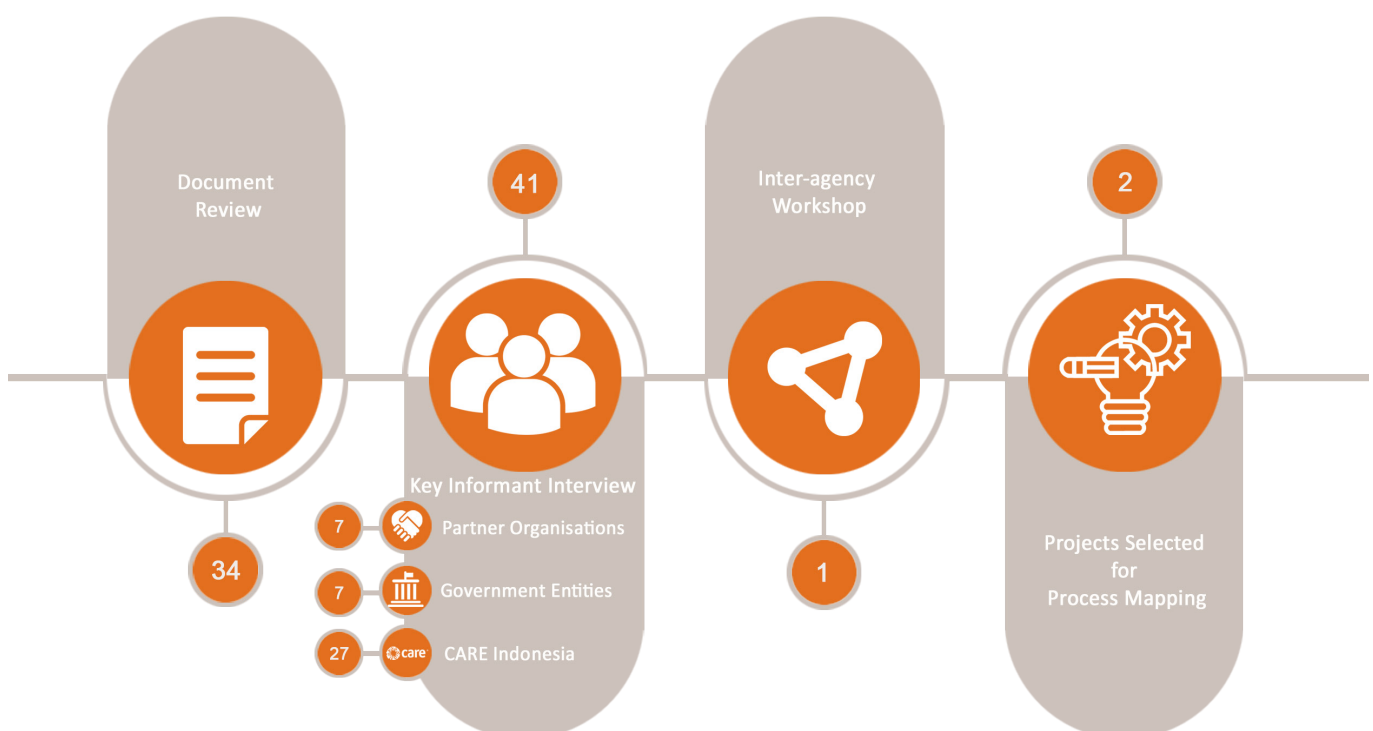 Document
Review
34
41
Key Informant Interview
7
Partner Organisations
7
Government Entities
27
care
CARE Indonesia
Inter-agency
Workshop
1
2
Projects Selected
for
Process Mapping